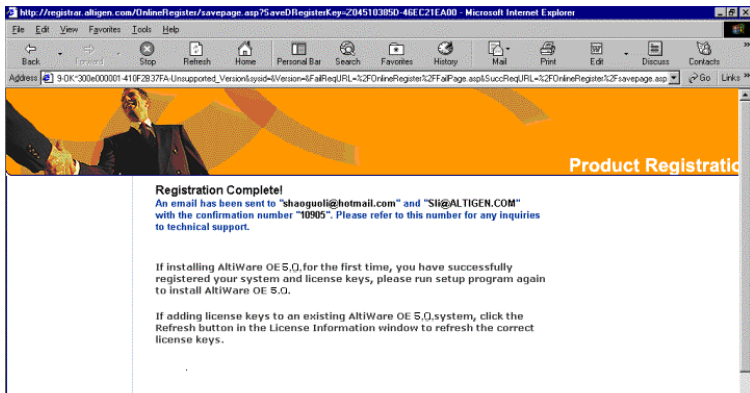 http://registrar.altigen.com/OnlineRegister/savepage.asp?SaveDRegisterKey=Z04510305D-46EC21EA00 - Microsoft Internet Explorer
File Edit View Favorites Tools Help
Back Forward Stop Refresh Home Personal Bar Search Favorites History Mail Print Edit Discuss Contacts
Address 9-0K*300e000001-410F2B37FA-Unsupported_Version&sysid=&Version=&FailReqURL=%2FOnlineRegister%2FFailPage.asp&SuccReqURL=%2FOnlineRegister%2Fsavepage.asp Go Links
Product Registratio
Registration Complete!
An email has been sent to "shaoguoli@hotmail.com" and "Sli@ALTIGEN.COM"
with the confirmation number "10905". Please refer to this number for any inquiries
to technical support.
If installing AltiWare OE 5.0,for the first time, you have successfully
registered your system and license keys, please run setup program again
to install AltiWare OE 5.0.
If adding license keys to an existing AltiWare OE 5.0,system, click the
Refresh button in the License Information window to refresh the correct
license keys.